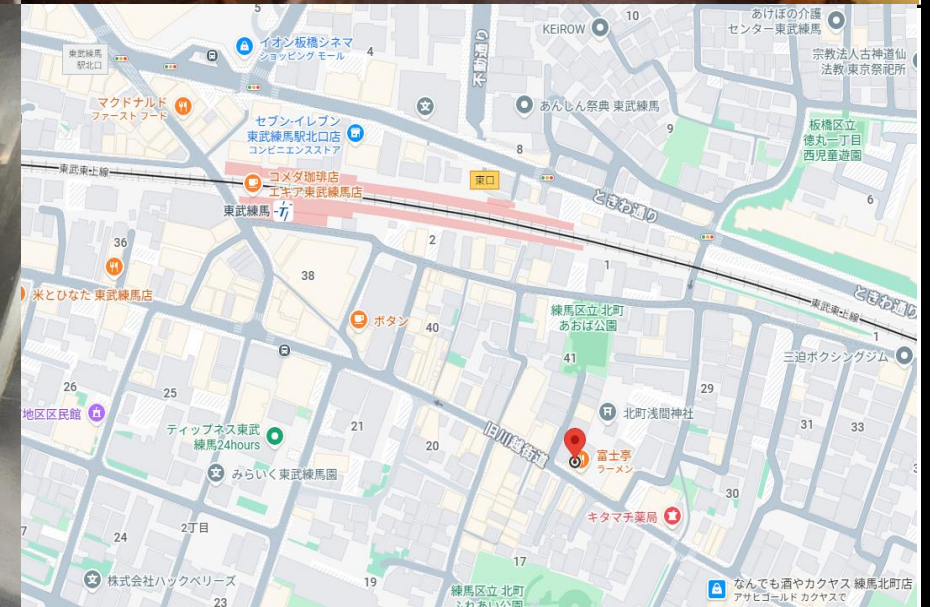 5
10
KEiROW
あけぼの介護
センター東武練馬
イオン板橋シネマ
ショッピング モール
4
不動通り
東武練馬
駅北口
宗教法人古神道仙
法教 東京祭祀所
マクドナルド
ファースト フード
あんしん祭典 東武練馬
セブン-イレブン
東武練馬駅北口店
コンビニエンスストア
9
板橋区立
徳丸一丁目
西児童遊園
8
東武東上線
コメダ珈琲店
エキア東武練馬店
東口
ときわ通り
6
東武練馬
36
2
38
1
米とひなた 東武練馬店
ときわ通り
東武東上線
練馬区立 北町
あおば公園
ボタン
40
1
三迫ボクシングジム
41
26
25
29
地区区民館
北町浅間神社
21
31
33
ティップネス東武
練馬24hours
20
旧川越街道
富士亭
ラーメン
みらいく東武練馬園
30
キタマチ薬局
2丁目
24
17
株式会社ハックベリーズ
19
練馬区立 北町
ふれあい公園
なんでも酒やカクヤス 練馬北町店
アサヒゴールド カクヤスで
23